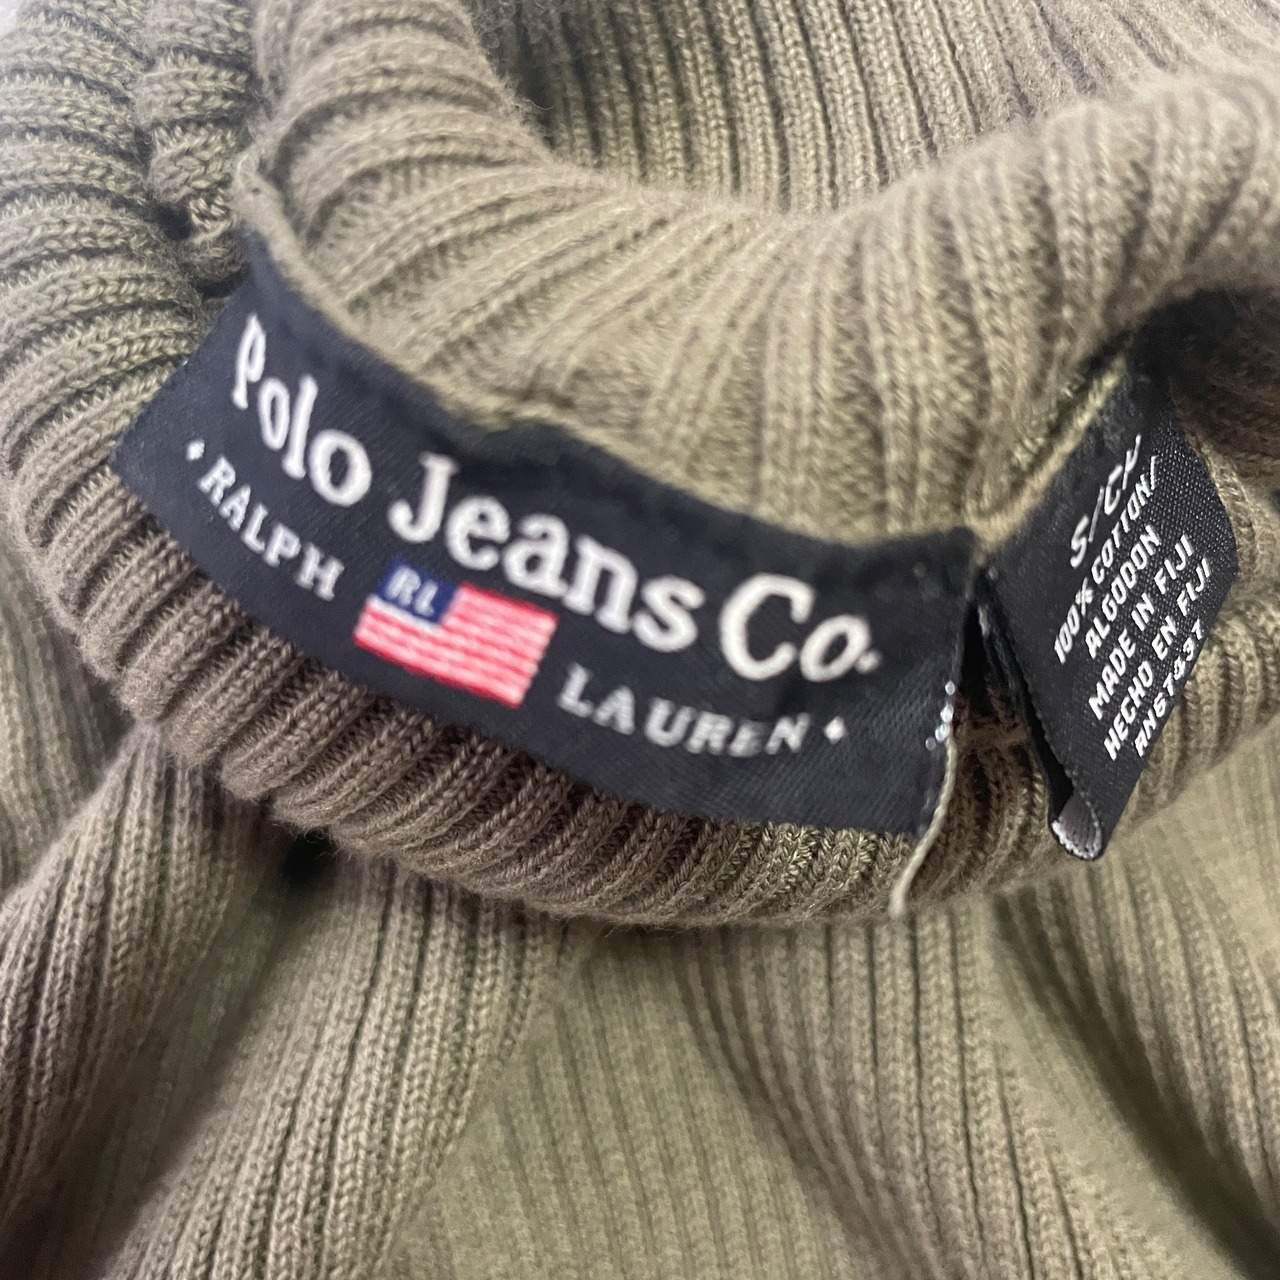 Polo Jeans Co.
• RALPH RL LAUREN •
S/CH
100% COTTON/
ALGODON
MADE IN FIJI
HECHO EN FIJI